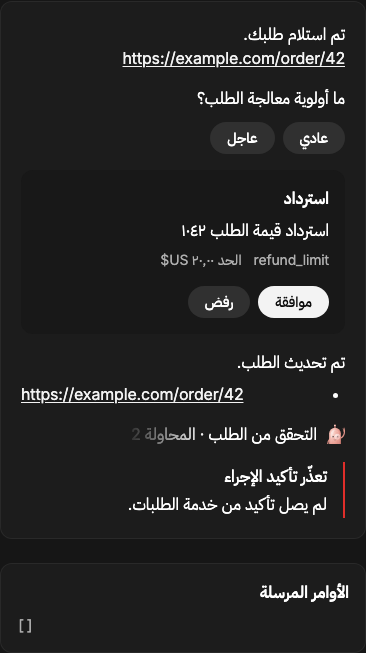 تم استلام طلبك.
https://example.com/order/42
ما أولوية معالجة الطلب؟
عادي عاجل
استرداد
استرداد قيمة الطلب ١٠٤٢
refund_limit الحد ٢٠٫٠٠ US$
موافقة رفض
تم تحديث الطلب.
• https://example.com/order/42
التحقق من الطلب · المحاولة 2
تعذّر تأكيد الإجراء
لم يصل تأكيد من خدمة الطلبات.
الأوامر المرسلة
[]